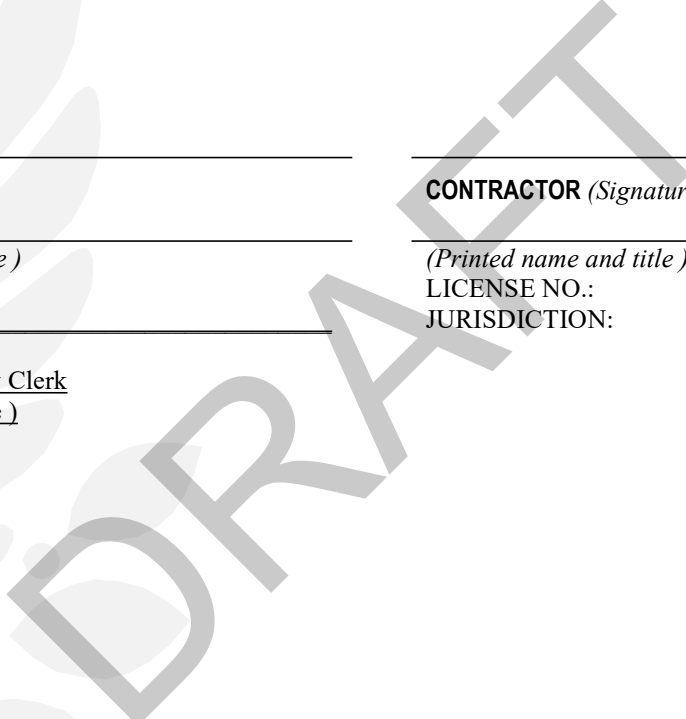 CONTRACTOR (Signatur
e )
(Printed name and title )
LICENSE NO.:
JURISDICTION:
Clerk
e )
DRAFT